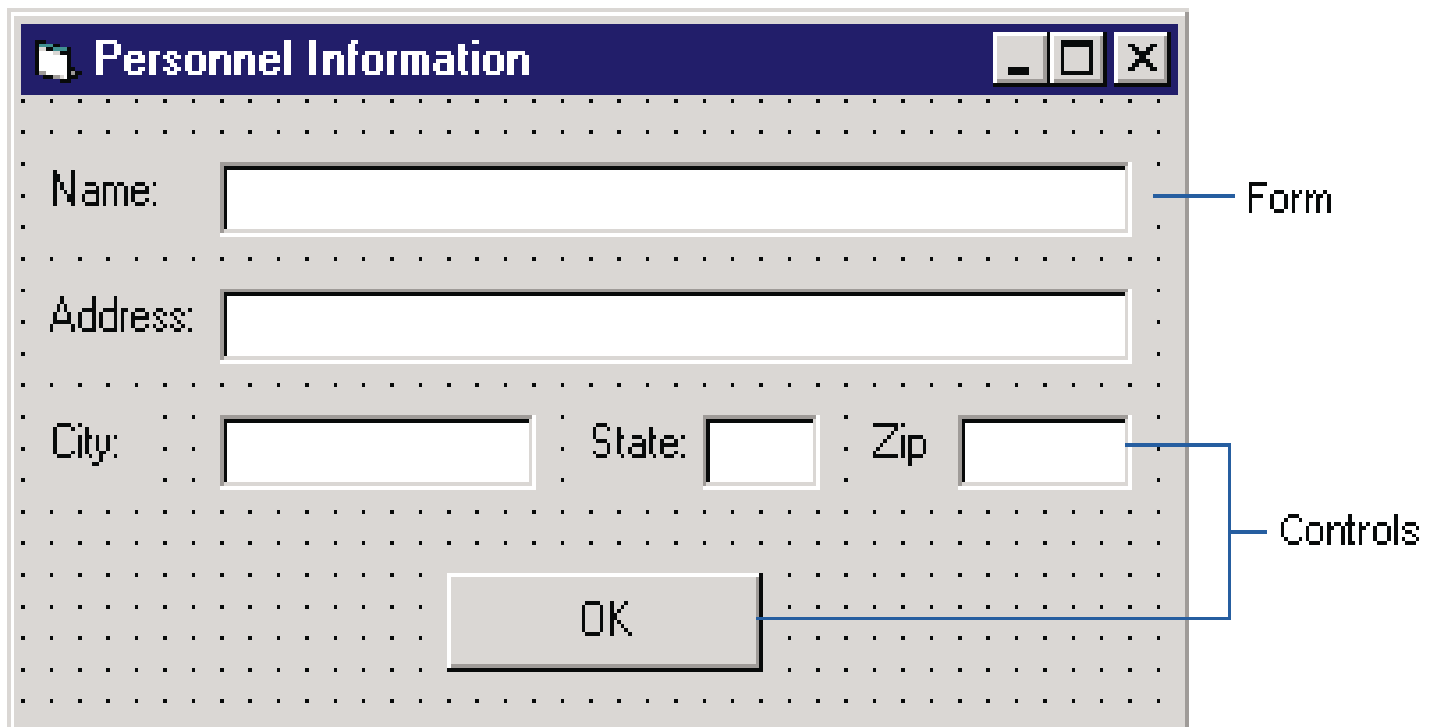 Personnel Information
Name:
Form
Address:
City: State: Zip
Controls
OK